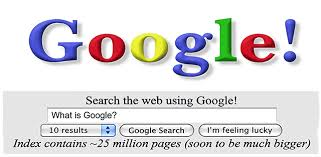 Google!
Search the web using Google!
What is Google?
10 results Google Search I'm feeling lucky
Index contains ~25 million pages (soon to be much bigger)